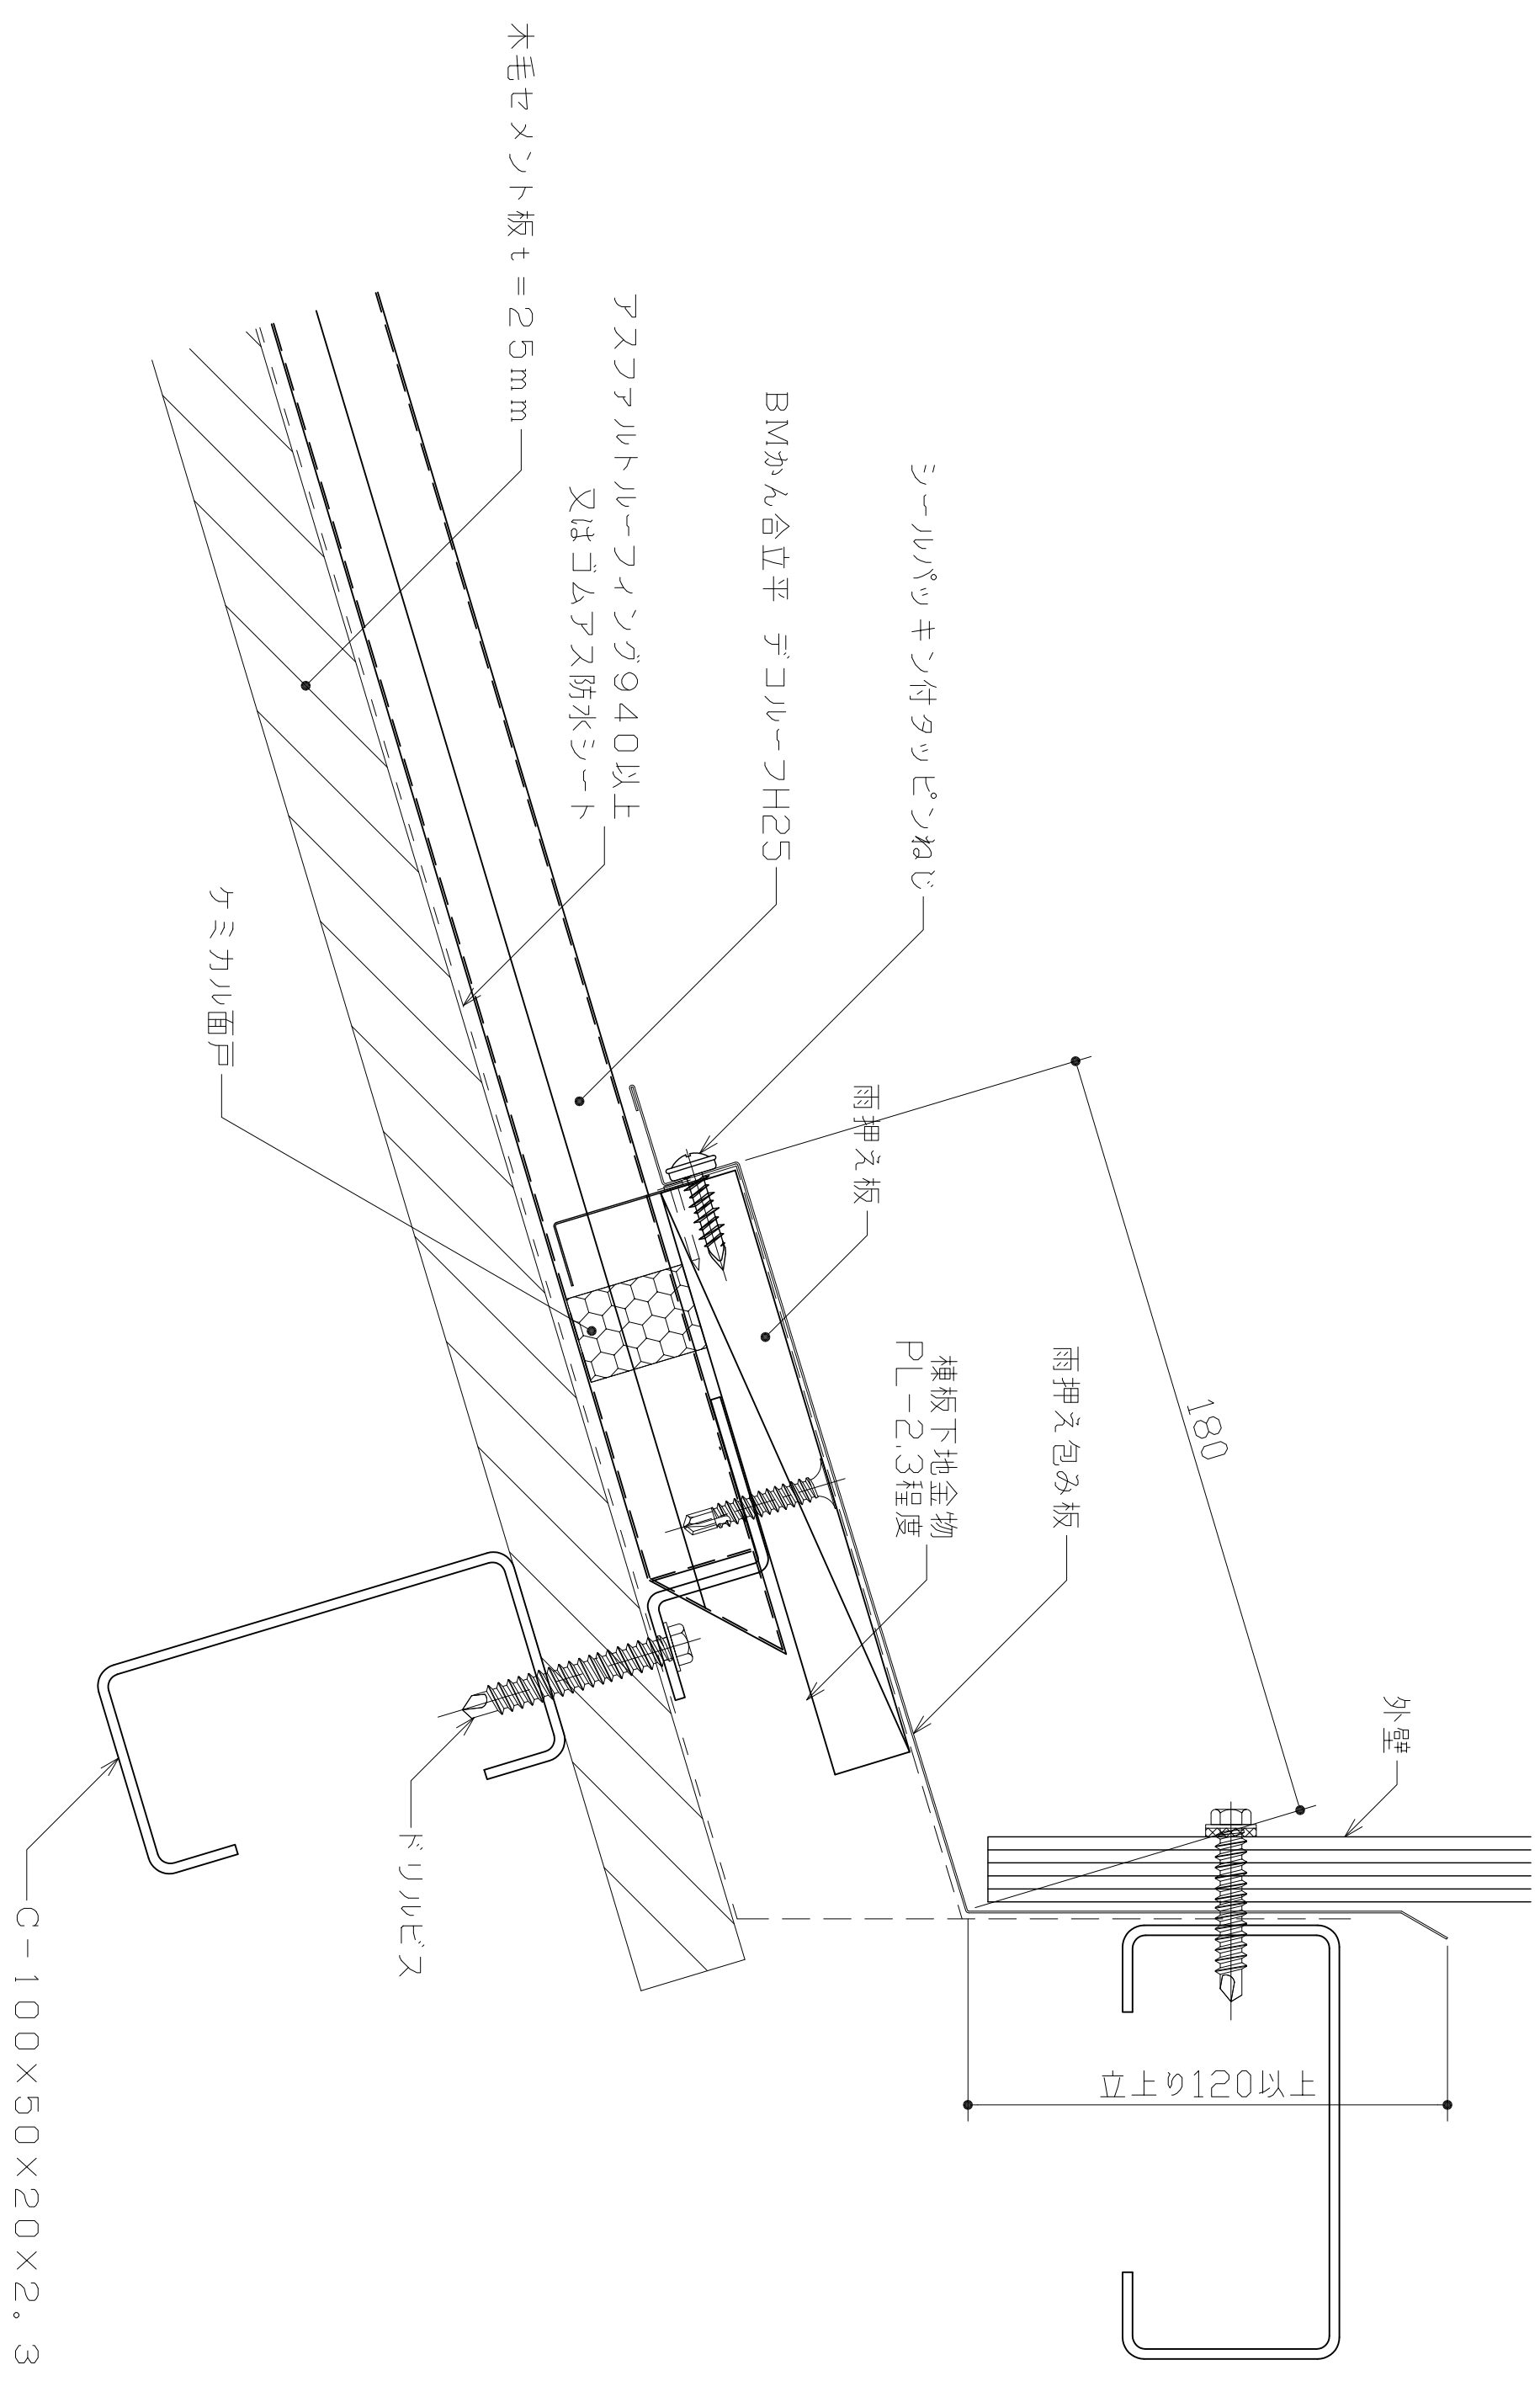 木毛セメント板ｔ＝２５ｍｍ
アスファルトルーフィング９４０以上
又はゴムアス防水シート
BMかん合立平 デコルーフH25
シールパッキン付タッピンねじ
ケミカル面戸
雨押え板
180
棟板下地金物
PL-2.3程度
雨押え包み板
外壁
ドリルビス
立上り120以上
Ｃ－１００×５０×２０×２．３